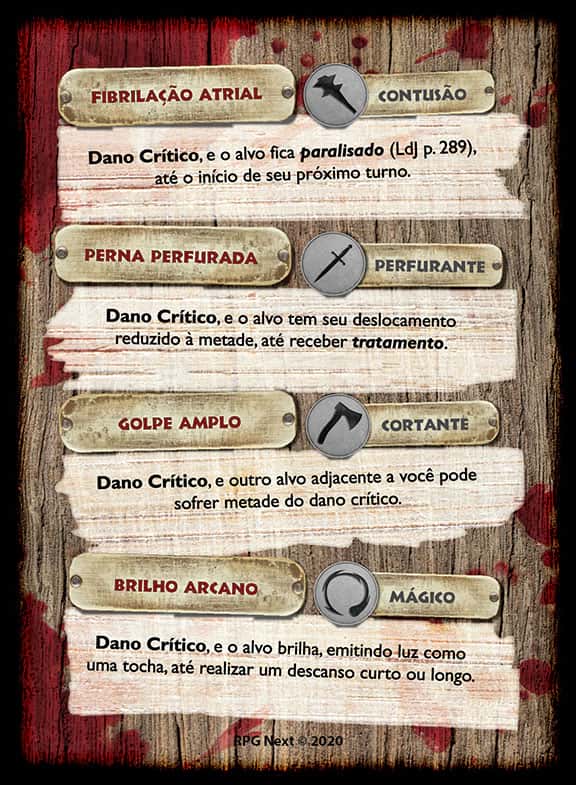 FIBRILAÇÃO ATRIAL
CONTUSÃO
Dano Crítico, e o alvo fica paralisado (LdJ p. 289),
até o início de seu próximo turno.
PERNA PERFURADA
PERFURANTE
Dano Crítico, e o alvo tem seu deslocamento
reduzido à metade, até receber tratamento.
GOLPE AMPLO
CORTANTE
Dano Crítico, e outro alvo adjacente a você pode
sofrer metade do dano crítico.
BRILHO ARCANO
MÁGICO
Dano Crítico, e o alvo brilha, emitindo luz como
uma tocha, até realizar um descanso curto ou longo.
RPG Next © 2020